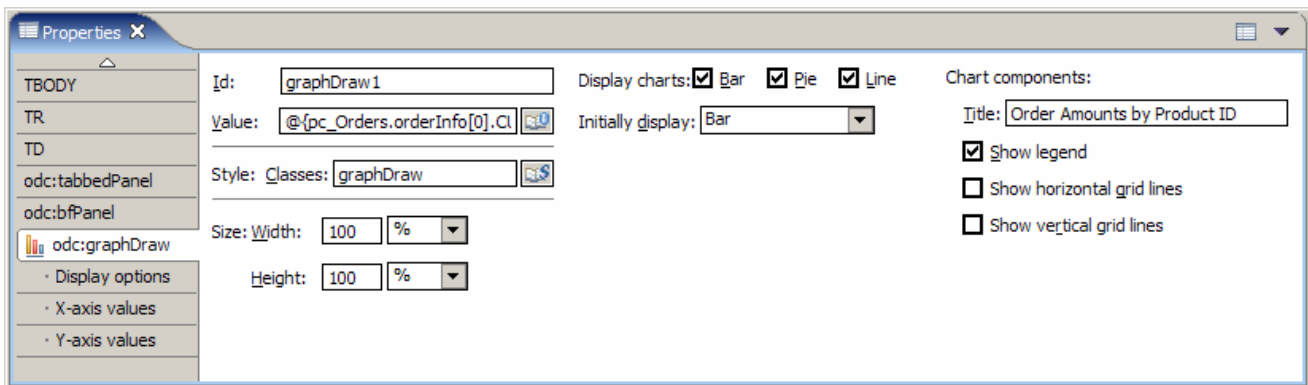 Properties
TBODY
TR
TD
odc:tabbedPanel
odc:bfPanel
odc:graphDraw
· Display options
· X-axis values
· Y-axis values
Id: graphDraw1
Value: @{pc_Orders.orderInfo[0].Cu
Style: Classes: graphDraw
Size: Width: 100 %
Height: 100 %
Display charts: Bar Pie Line
Initially display: Bar
Chart components:
Title: Order Amounts by Product ID
Show legend
Show horizontal grid lines
Show vertical grid lines